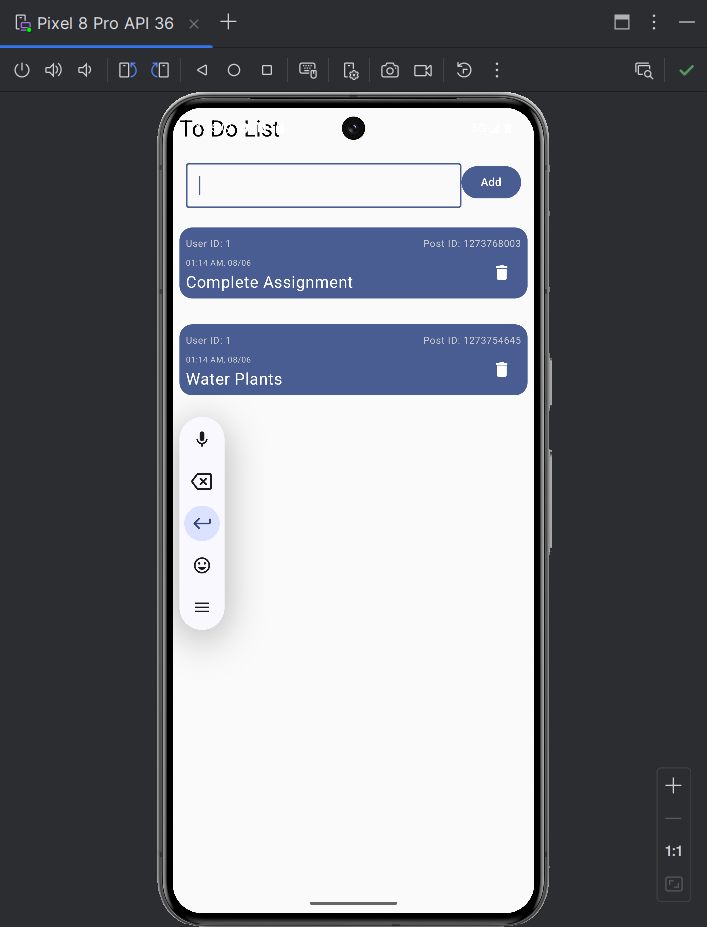 Pixel 8 Pro API 36
To Do List
Add
User ID: 1 Post ID: 1273768003
01:14 AM, 08/06
Complete Assignment
User ID: 1 Post ID: 1273754645
01:14 AM, 08/06
Water Plants
1:1